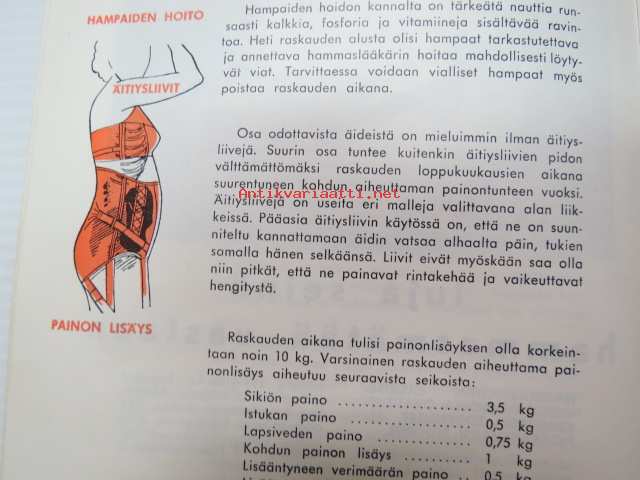 HAMPAIDEN HOITO
Hampaiden hoidon kannalta on tärkeätä nauttia run-
saasti kalkkia, fosforia ja vitamiineja sisältävää ravin-
toa. Heti raskauden alusta olisi hampaat tarkastutettava
ja annettava hammaslääkärin hoitaa mahdollisesti löyty-
vät viat. Tarvittaessa voidaan vialliset hampaat myös
poistaa raskauden aikana.
ÄITIYSLIIVIT
Osa odottavista äideistä on mieluimmin ilman äitiys-
liivejä. Suurin osa tuntee kuitenkin äitiysliivien pidon
välttämättömäksi raskauden loppukuukausien aikana
suurentuneen kohdun aiheuttaman painontunteen vuoksi.
Antikvariaatti.net
Äitiysliivejä on useita eri malleja valittavana alan liik-
keissä. Pääasia äitiysliivin käytössä on, että ne on suun-
niteltu kannattamaan äidin vatsaa alhaalta päin, tukien
samalla hänen selkäänsä. Liivit eivät myöskään saa olla
niin pitkät, että ne painavat rintakehää ja vaikeuttavat
hengitystä.
PAINON LISÄYS
Raskauden aikana tulisi painonlisäyksen olla korkein-
taan noin 10 kg. Varsinainen raskauden aiheuttama pai-
nonlisäys aiheutuu seuraavista seikoista:
Sikiön paino .................... 3,5 kg
Istukan paino .................... 0,5 kg
Lapsiveden paino ................ 0,75 kg
Kohdun painon lisäys ............ 1 kg
Lisääntyneen verimäärän paino .. 0,5 kg